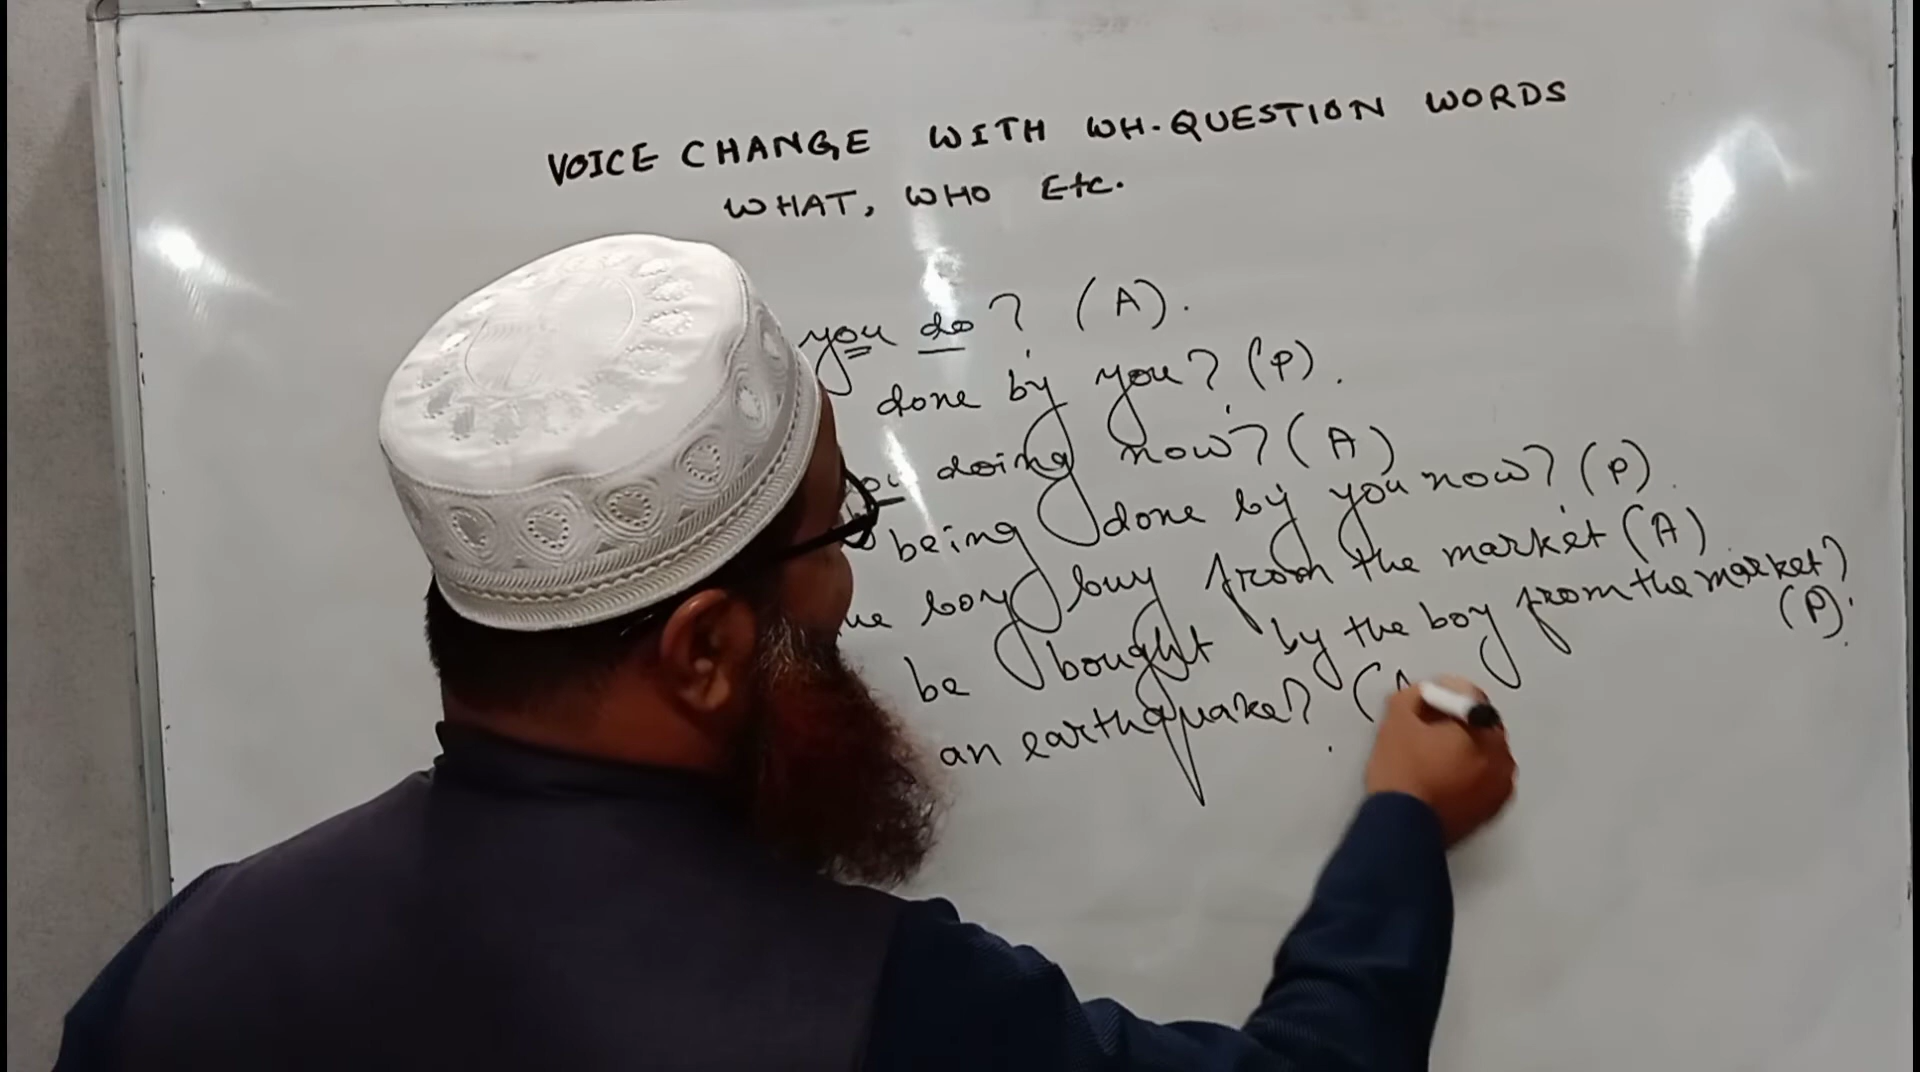 VOICE CHANGE WITH WH-QUESTION WORDS
WHAT, WHO Etc.
you do? (A).
done by you? (P).
doing now? (A)
being done by you now? (P)
boy buy from the market (A)
be bought by the boy from the market?
(P).
an earthquake? (A